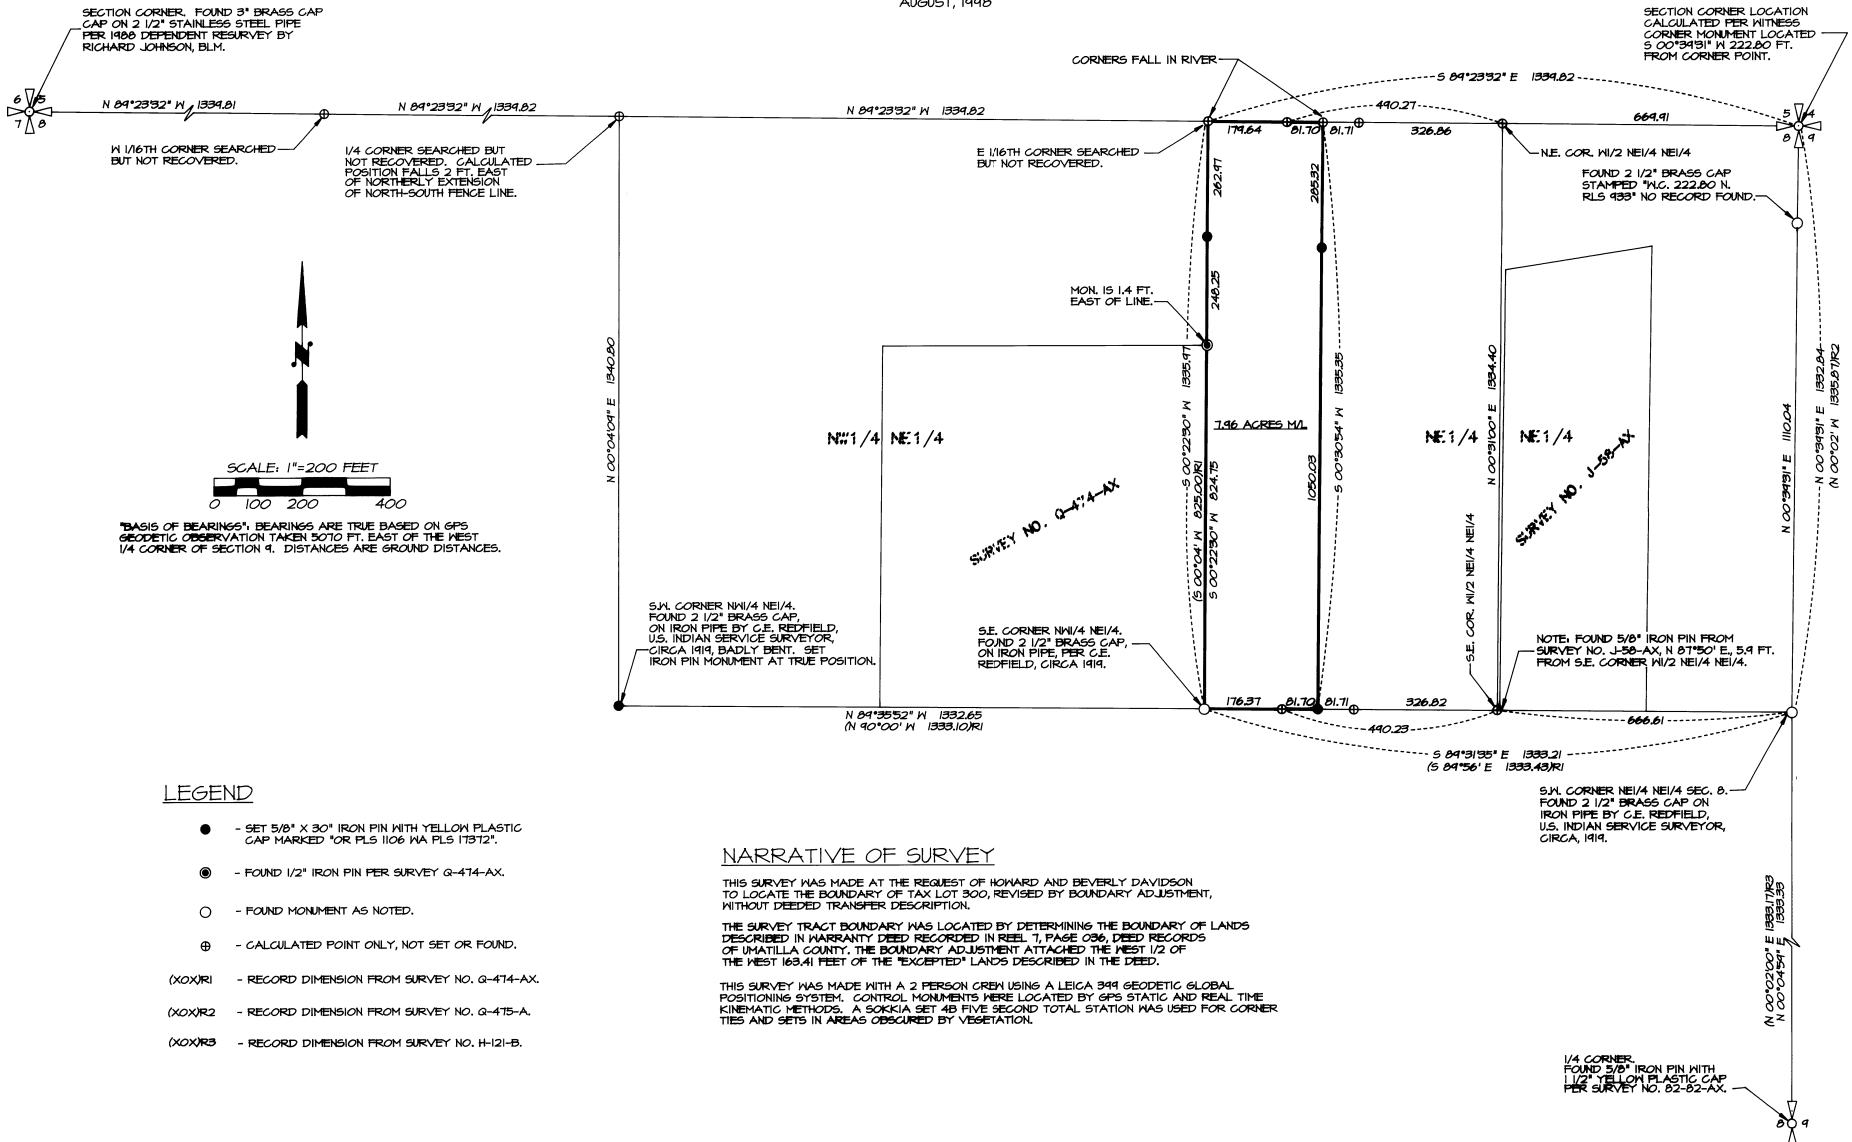 AUGUST, 1998
SECTION CORNER. FOUND 3" BRASS CAP
CAP ON 2 1/2" STAINLESS STEEL PIPE
PER 1988 DEPENDENT RESURVEY BY
RICHARD JOHNSON, BLM.
SECTION CORNER LOCATION
CALCULATED PER WITNESS
CORNER MONUMENT LOCATED
S 00°39'31" W 222.80 FT.
FROM CORNER POINT.
CORNERS FALL IN RIVER
S 89°23'32" E 1339.82
6 5
7 8
N 89°23'32" W 1339.81
N 89°23'32" W 1339.82
N 89°23'32" W 1339.82
490.27
179.64
81.70
81.71
326.86
669.91
5 4
8 9
W 1/16TH CORNER SEARCHED
BUT NOT RECOVERED.
1/4 CORNER SEARCHED BUT
NOT RECOVERED. CALCULATED
POSITION FALLS 2 FT. EAST
OF NORTHERLY EXTENSION
OF NORTH-SOUTH FENCE LINE.
E 1/16TH CORNER SEARCHED
BUT NOT RECOVERED.
N.E. COR. W1/2 NE1/4 NE1/4
FOUND 2 1/2" BRASS CAP
STAMPED "W.C. 222.80 N.
RLS 933" NO RECORD FOUND.
262.97
285.32
248.25
MON. IS 1.4 FT.
EAST OF LINE.
N
N 00°04'09" E 1340.80
S 00°22'30" W 1335.97
(S 00°04' W 825.00)R1
S 00°22'30" W 824.75
7.96 ACRES M/L
1050.03
S 00°30'54" W 1335.35
N 00°31'00" E 1334.40
N 00°39'31" E 1110.04
N 00°39'31" E 1332.84
(N 00°02' W 1335.87)R2
NW1/4 NE1/4
NE1/4 NE1/4
SURVEY NO. Q-474-AX
SURVEY NO. J-58-AX
SCALE: 1"=200 FEET
0 100 200 400
"BASIS OF BEARINGS": BEARINGS ARE TRUE BASED ON GPS
GEODETIC OBSERVATION TAKEN 5070 FT. EAST OF THE WEST
1/4 CORNER OF SECTION 9. DISTANCES ARE GROUND DISTANCES.
S.W. CORNER NW1/4 NE1/4.
FOUND 2 1/2" BRASS CAP,
ON IRON PIPE BY C.E. REDFIELD,
U.S. INDIAN SERVICE SURVEYOR,
CIRCA 1919, BADLY BENT. SET
IRON PIN MONUMENT AT TRUE POSITION.
S.E. CORNER NW1/4 NE1/4.
FOUND 2 1/2" BRASS CAP,
ON IRON PIPE, PER C.E.
REDFIELD, CIRCA 1919.
S.E. COR. W1/2 NE1/4 NE1/4
NOTE: FOUND 5/8" IRON PIN FROM
SURVEY NO. J-58-AX, N 87°50' E., 5.9 FT.
FROM S.E. CORNER W1/2 NE1/4 NE1/4.
N 89°35'52" W 1332.65
(N 90°00' W 1333.10)R1
176.37
81.70
81.71
326.82
490.23
666.61
S 89°31'35" E 1333.21
(S 89°56' E 1333.43)R1
S.W. CORNER NE1/4 NE1/4 SEC. 8.
FOUND 2 1/2" BRASS CAP ON
IRON PIPE BY C.E. REDFIELD,
U.S. INDIAN SERVICE SURVEYOR,
CIRCA, 1919.
LEGEND
- SET 5/8" X 30" IRON PIN WITH YELLOW PLASTIC
CAP MARKED "OR PLS 1106 WA PLS 17372".
- FOUND 1/2" IRON PIN PER SURVEY Q-474-AX.
- FOUND MONUMENT AS NOTED.
- CALCULATED POINT ONLY, NOT SET OR FOUND.
(XOX)R1 - RECORD DIMENSION FROM SURVEY NO. Q-474-AX.
(XOX)R2 - RECORD DIMENSION FROM SURVEY NO. Q-475-A.
(XOX)R3 - RECORD DIMENSION FROM SURVEY NO. H-121-B.
NARRATIVE OF SURVEY
THIS SURVEY WAS MADE AT THE REQUEST OF HOWARD AND BEVERLY DAVIDSON
TO LOCATE THE BOUNDARY OF TAX LOT 300, REVISED BY BOUNDARY ADJUSTMENT,
WITHOUT DEEDED TRANSFER DESCRIPTION.
THE SURVEY TRACT BOUNDARY WAS LOCATED BY DETERMINING THE BOUNDARY OF LANDS
DESCRIBED IN WARRANTY DEED RECORDED IN REEL 7, PAGE 036, DEED RECORDS
OF UMATILLA COUNTY. THE BOUNDARY ADJUSTMENT ATTACHED THE WEST 1/2 OF
THE WEST 163.41 FEET OF THE "EXCEPTED" LANDS DESCRIBED IN THE DEED.
THIS SURVEY WAS MADE WITH A 2 PERSON CREW USING A LEICA 399 GEODETIC GLOBAL
POSITIONING SYSTEM. CONTROL MONUMENTS WERE LOCATED BY GPS STATIC AND REAL TIME
KINEMATIC METHODS. A SOKKIA SET 4B FIVE SECOND TOTAL STATION WAS USED FOR CORNER
TIES AND SETS IN AREAS OBSCURED BY VEGETATION.
(N 00°02'00" E 1333.17)R3
N 00°04'59" E 1333.33
1/4 CORNER.
FOUND 5/8" IRON PIN WITH
1 1/2" YELLOW PLASTIC CAP
PER SURVEY NO. 82-82-AX.
8 9